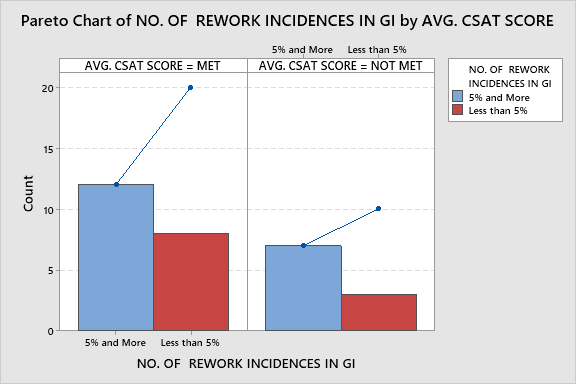 Pareto Chart of NO. OF  REWORK INCIDENCES IN GI by AVG. CSAT SCORE
5% and More Less than 5%
AVG. CSAT SCORE = MET AVG. CSAT SCORE = NOT MET
NO. OF  REWORK
INCIDENCES IN GI
5% and More
Less than 5%
20
15
10
5
0
Count
5% and More Less than 5%
NO. OF  REWORK INCIDENCES IN GI